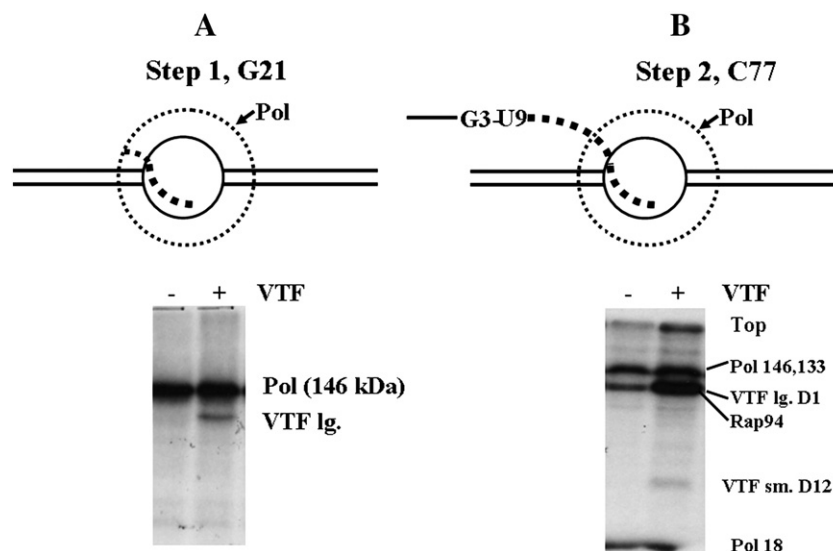 A
Step 1, G21
Pol
- + VTF
Pol (146 kDa)
VTF lg.
B
Step 2, C77
G3-U9
Pol
- + VTF
Top
Pol 146,133
VTF lg. D1
Rap94
VTF sm. D12
Pol 18